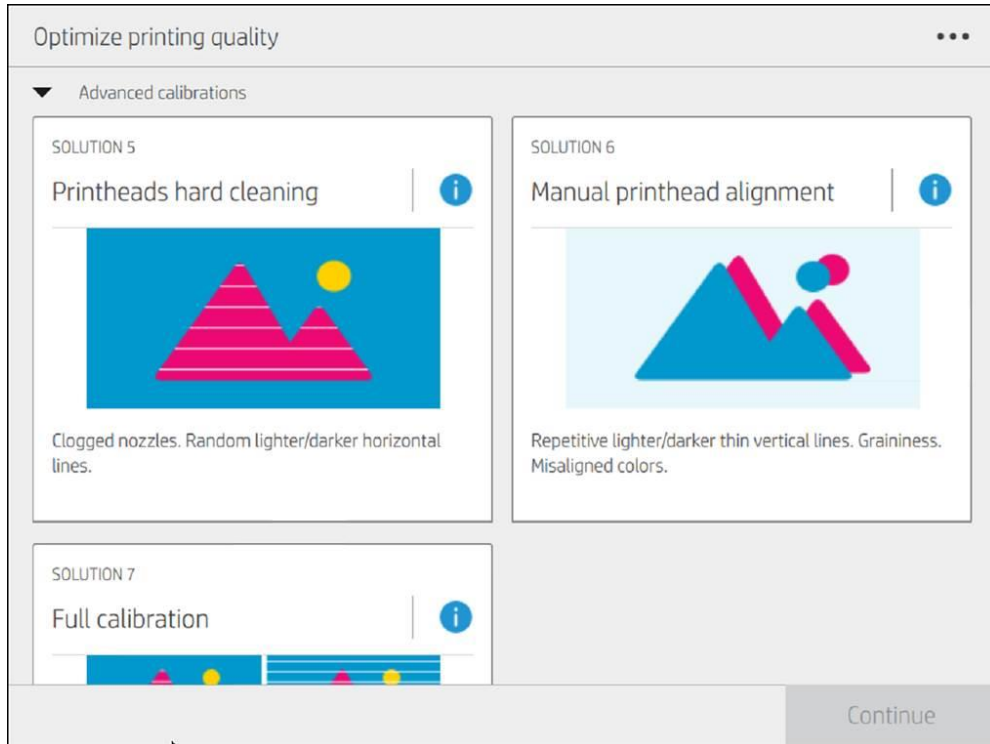 Optimize printing quality
Advanced calibrations
SOLUTION 5
Printheads hard cleaning
Clogged nozzles. Random lighter/darker horizontal
lines.
SOLUTION 6
Manual printhead alignment
Repetitive lighter/darker thin vertical lines. Graininess.
Misaligned colors.
SOLUTION 7
Full calibration
Continue